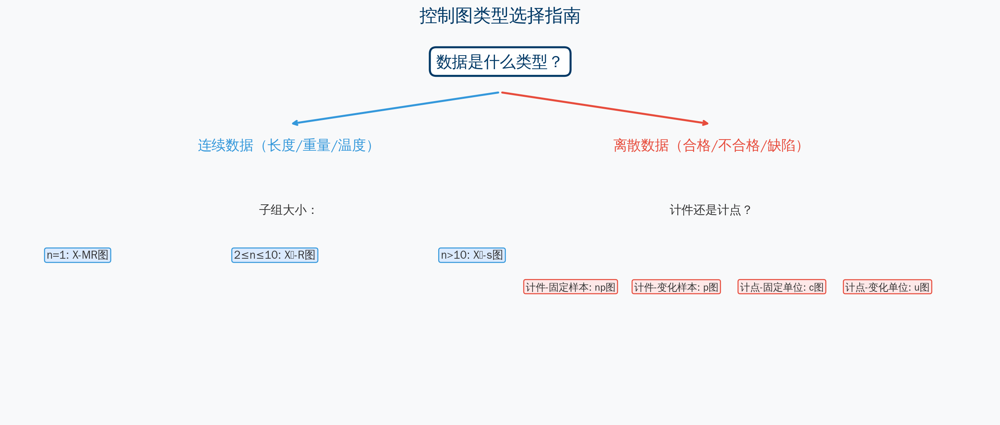 控制图类型选择指南
数据是什么类型？
连续数据（长度/重量/温度）
离散数据（合格/不合格/缺陷）
子组大小：
计件还是计点？
n=1: X-MR图
2≤n≤10: X▯-R图
n>10: X▯-s图
计件-固定样本: np图
计件-变化样本: p图
计点-固定单位: c图
计点-变化单位: u图